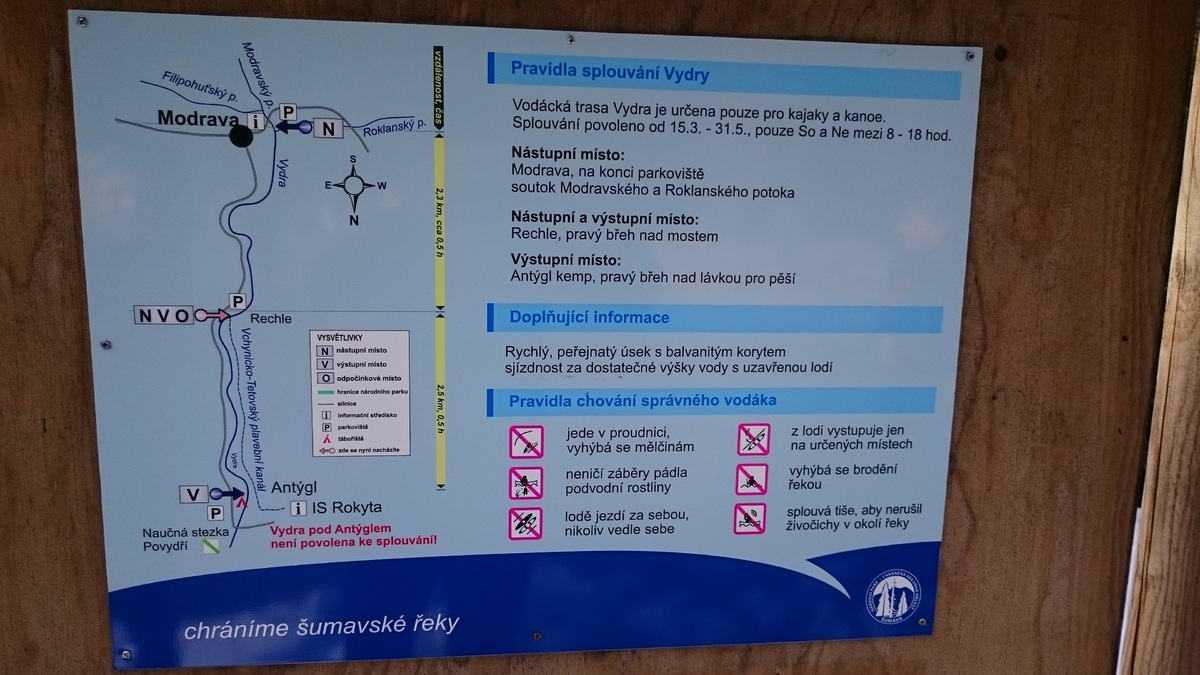 Filipohuťský p.
Modravský p.
Modrava
i
P
N
Roklanský p.
Vydra
S
E
W
N
vzdálenost, čas
2,3 km, cca 0,5 h
2,5 km, 0,5 h
P
N V O
Rechle
Vchynicko-Tetovský plavební kanál
VYSVĚTLIVKY
N nástupní místo
V výstupní místo
O odpočinkové místo
hranice národního parku
silnice
i informační středisko
P parkoviště
tábořiště
zde se nyní nacházíte
Vydra
V
P
Antýgl
i IS Rokyta
Naučná stezka
Povydří
Vydra pod Antýglem
není povolena ke splouvání!
Pravidla splouvání Vydry
Vodácká trasa Vydra je určena pouze pro kajaky a kanoe.
Splouvání povoleno od 15.3. - 31.5., pouze So a Ne mezi 8 - 18 hod.
Nástupní místo:
Modrava, na konci parkoviště
soutok Modravského a Roklanského potoka
Nástupní a výstupní místo:
Rechle, pravý břeh nad mostem
Výstupní místo:
Antýgl kemp, pravý břeh nad lávkou pro pěší
Doplňující informace
Rychlý, peřejnatý úsek s balvanitým korytem
sjízdnost za dostatečné výšky vody s uzavřenou lodí
Pravidla chování správného vodáka
jede v proudnici,
vyhýbá se mělčinám
neničí záběry pádla
podvodní rostliny
lodě jezdí za sebou,
nikoliv vedle sebe
z lodi vystupuje jen
na určených místech
vyhýbá se brodění
řekou
splouvá tiše, aby nerušil
živočichy v okolí řeky
chráníme šumavské řeky
ŠUMAVA